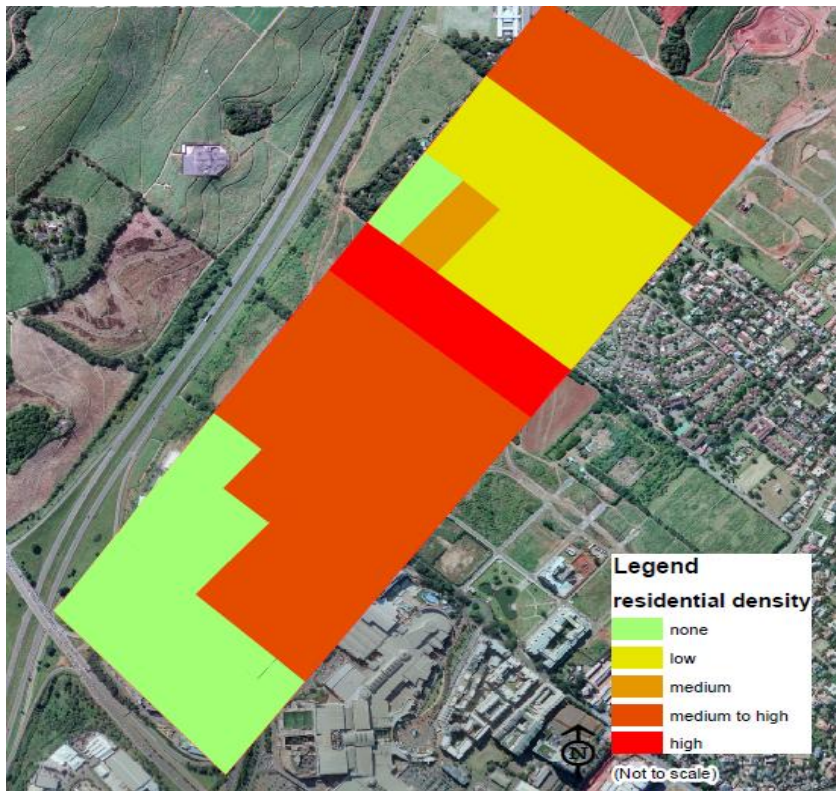 Legend
residential density
none
low
medium
medium to high
high
N
(Not to scale)